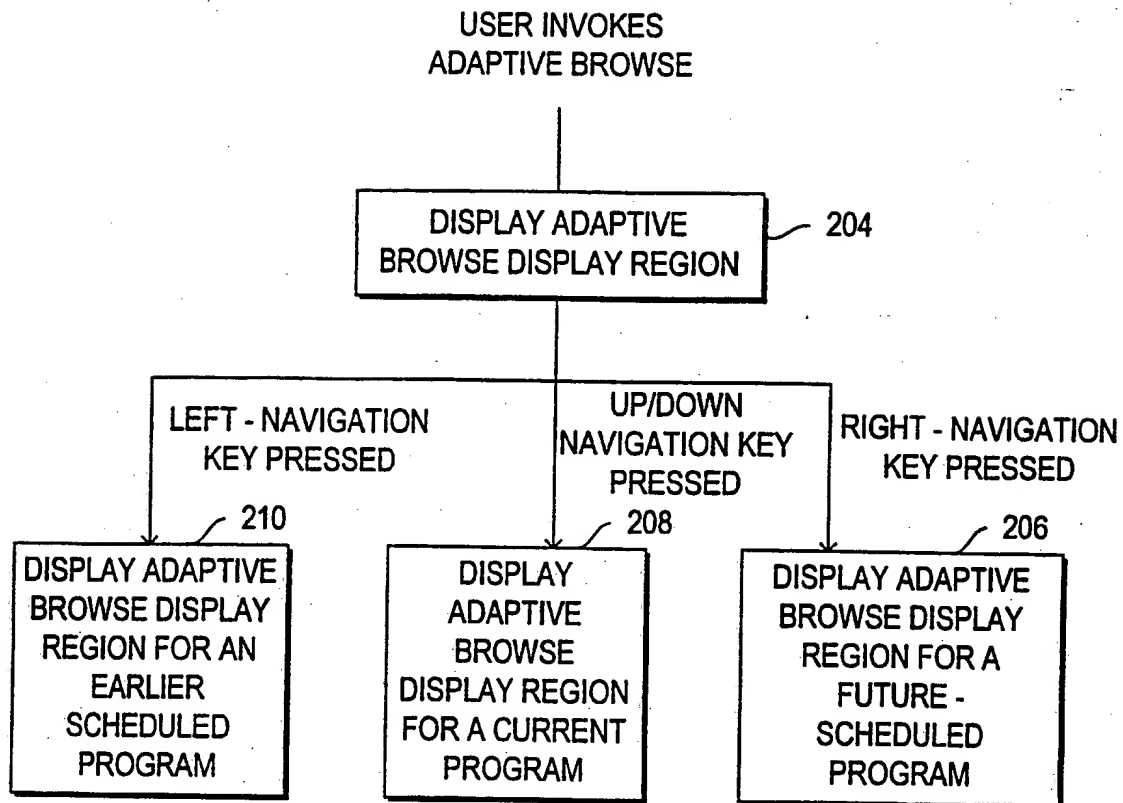 USER INVOKES
ADAPTIVE BROWSE
DISPLAY ADAPTIVE
BROWSE DISPLAY REGION
204
LEFT - NAVIGATION
KEY PRESSED
UP/DOWN
NAVIGATION KEY
PRESSED
RIGHT - NAVIGATION
KEY PRESSED
210
DISPLAY ADAPTIVE
BROWSE DISPLAY
REGION FOR AN
EARLIER
SCHEDULED
PROGRAM
208
DISPLAY
ADAPTIVE
BROWSE
DISPLAY REGION
FOR A CURRENT
PROGRAM
206
DISPLAY ADAPTIVE
BROWSE DISPLAY
REGION FOR A
FUTURE -
SCHEDULED
PROGRAM